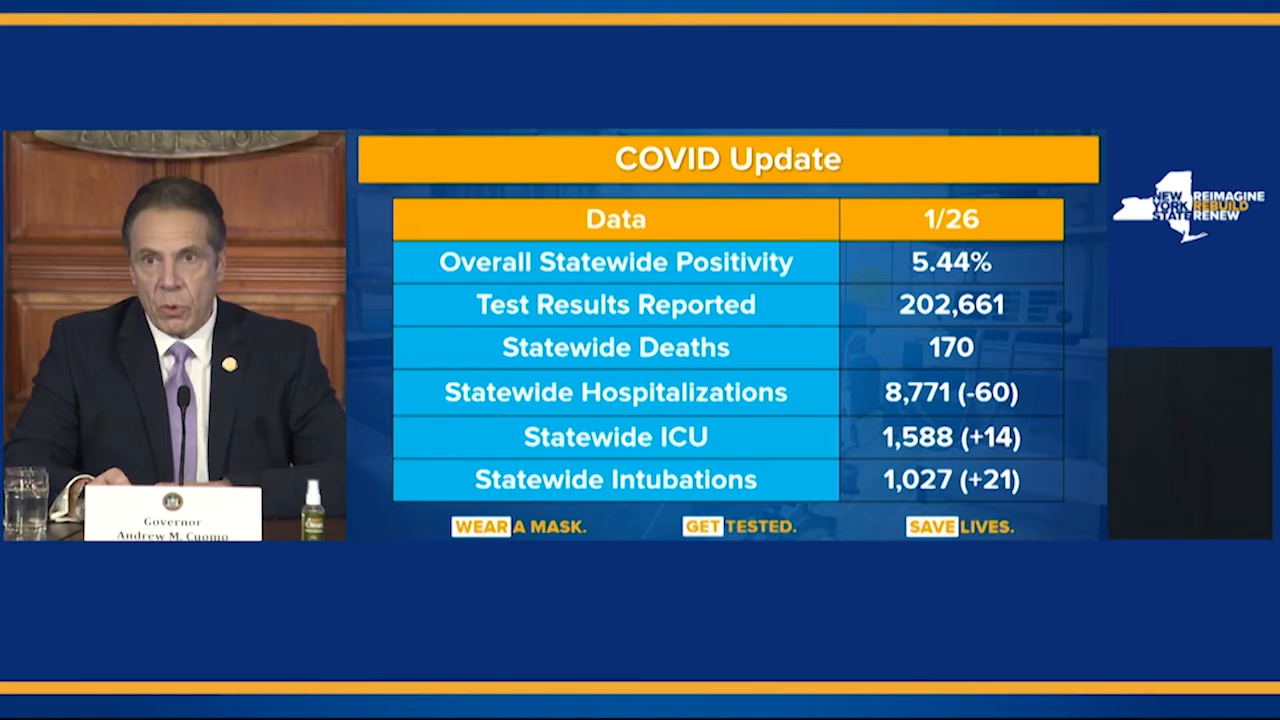 EXCELSIOR
COVID Update
Data 1/26
Overall Statewide Positivity 5.44%
Test Results Reported 202,661
Statewide Deaths 170
Statewide Hospitalizations 8,771 (-60)
Statewide ICU 1,588 (+14)
Statewide Intubations 1,027 (+21)
WEAR A MASK. GET TESTED. SAVE LIVES.
NEW YORK STATE
REIMAGINE
REBUILD
RENEW
Governor
Andrew M. Cuomo